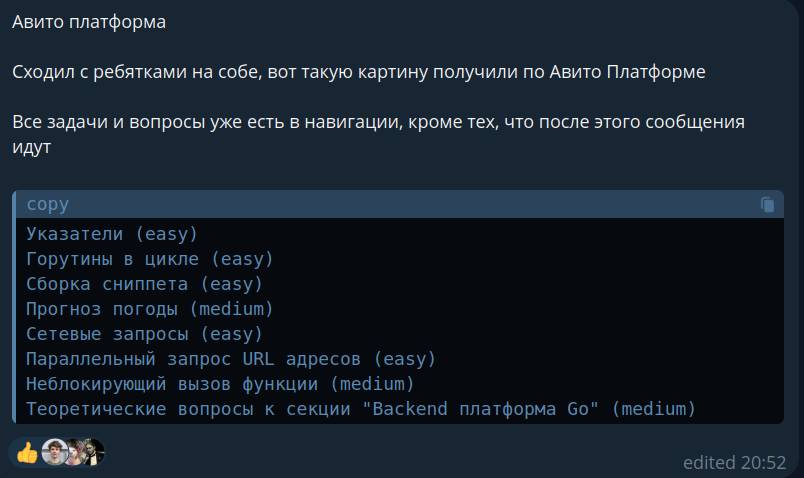 Авито платформа
Сходил с ребятками на собе, вот такую картину получили по Авито Платформе
Все задачи и вопросы уже есть в навигации, кроме тех, что после этого сообщения
идут
copy
Указатели (easy)
Горутины в цикле (easy)
Сборка сниппета (easy)
Прогноз погоды (medium)
Сетевые запросы (easy)
Параллельный запрос URL адресов (easy)
Неблокирующий вызов функции (medium)
Теоретические вопросы к секции "Backend платформа Go" (medium)
edited 20:52